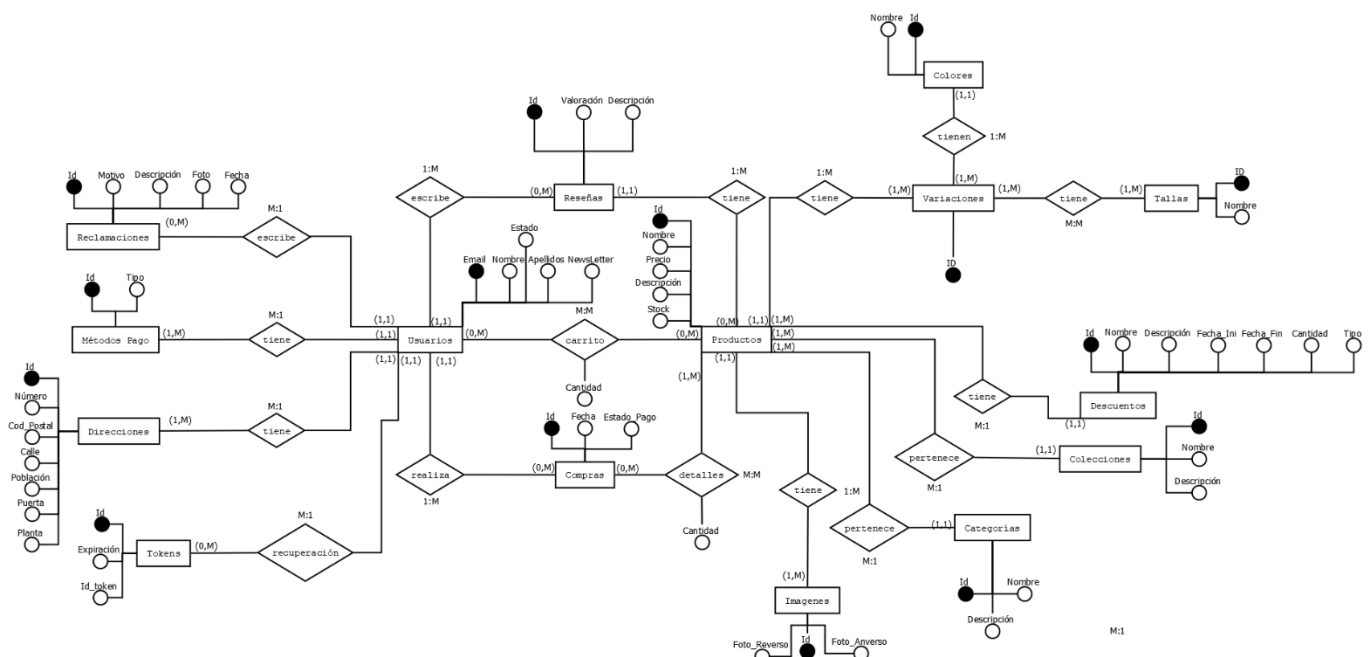 Nombre
Id
Colores
(1,1)
tienen
1:M
(1,M)
Id
Valoración
Descripción
1:M
escribe
(0,M)
Reseñas
(1,1)
1:M
tiene
1:M
tiene
(1,M)
Variaciones
(1,M)
tiene
M:M
(1,M)
Tallas
ID
Nombre
ID
Id
Motivo
Descripción
Foto
Fecha
(0,M)
Reclamaciones
M:1
escribe
Estado
Email
Nombre
Apellidos
NewsLetter
Id
Nombre
Precio
Descripción
Stock
Id
Tipo
Métodos Pago
(1,M)
M:1
tiene
(1,1)
(1,1)
(1,1)
Usuarios
(1,1)
(1,1)
(1,1)
(0,M)
M:M
carrito
Cantidad
(0,M)
(0,M)
(1,1)
(1,M)
Productos
(1,M)
(1,M)
(1,1)
(1,M)
Id
Nombre
Descripción
Fecha_Ini
Fecha_Fin
Cantidad
Tipo
tiene
M:1
(1,1)
Descuentos
Id
Número
Cod_Postal
Calle
Población
Puerta
Planta
Direcciones
(1,M)
M:1
tiene
Id
Fecha
Estado_Pago
realiza
1:M
(0,M)
Compras
(0,M)
detalles
M:M
Cantidad
pertenece
M:1
(1,1)
Colecciones
Id
Nombre
Descripción
tiene
1:M
pertenece
M:1
(1,1)
Categorías
Id
Nombre
Descripción
Id
Expiración
Id_token
Tokens
(0,M)
M:1
recuperación
(1,M)
Imagenes
Foto_Reverso
Id
Foto_Anverso
M:1